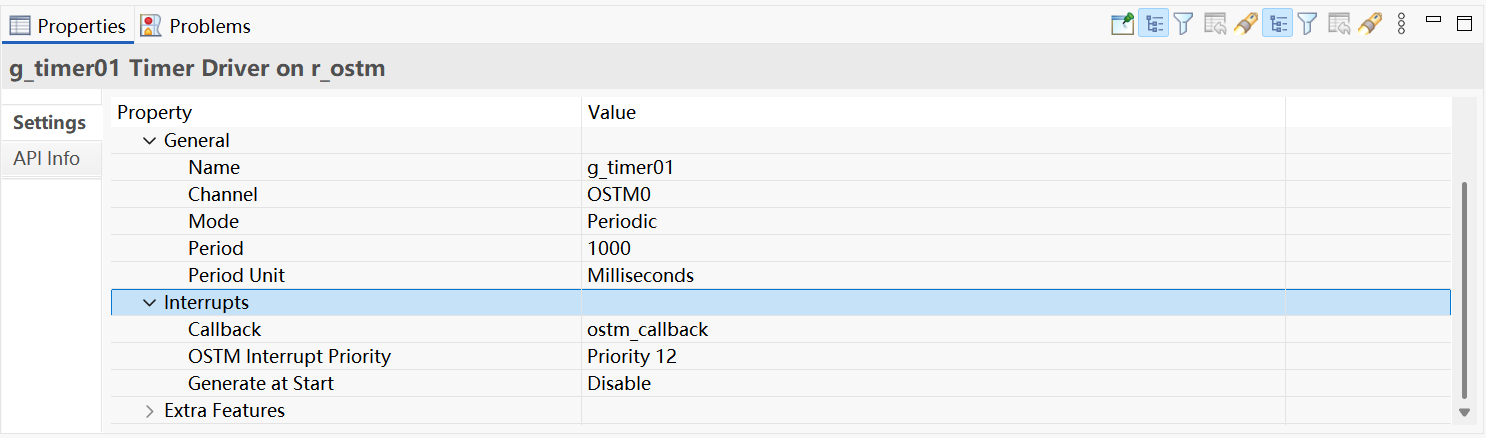 Properties Problems
g_timer01 Timer Driver on r_ostm
Settings
API Info
Property Value
General
Name g_timer01
Channel OSTM0
Mode Periodic
Period 1000
Period Unit Milliseconds
Interrupts
Callback ostm_callback
OSTM Interrupt Priority Priority 12
Generate at Start Disable
Extra Features